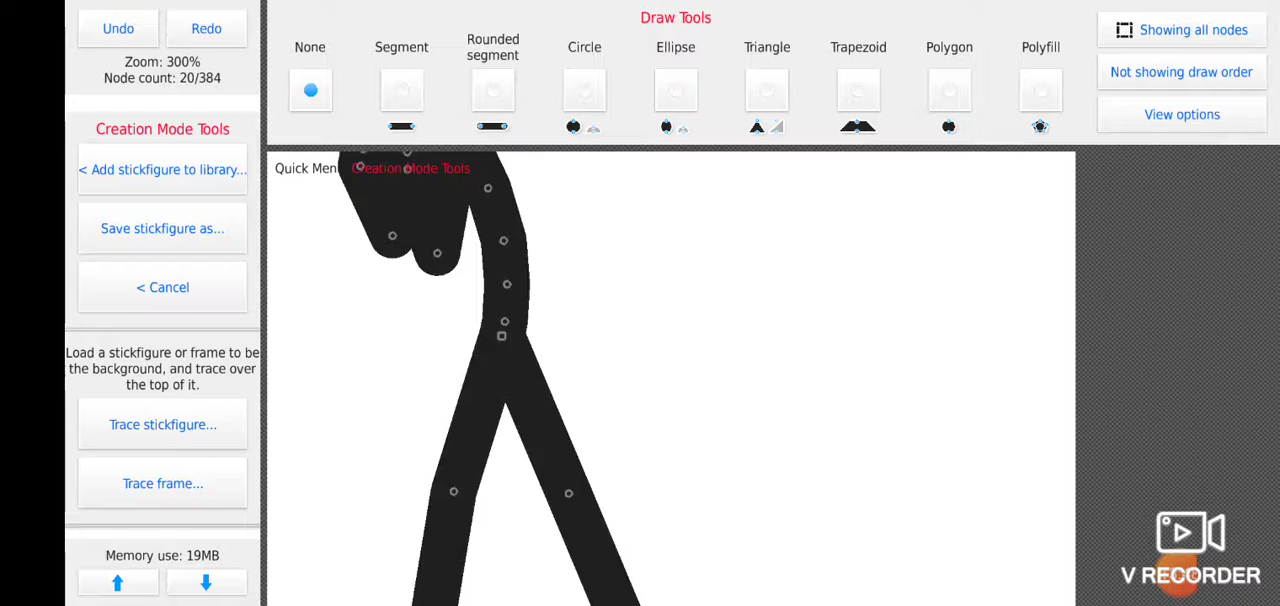 Undo
Redo
Zoom: 300%
Node count: 20/384
Creation Mode Tools
< Add stickfigure to library...
Save stickfigure as...
< Cancel
Load a stickfigure or frame to be
the background, and trace over
the top of it.
Trace stickfigure...
Trace frame...
Memory use: 19MB
Draw Tools
None
Segment
Rounded
segment
Circle
Ellipse
Triangle
Trapezoid
Polygon
Polyfill
Showing all nodes
Not showing draw order
View options
Quick Men
Creation Mode Tools
V RECORDER